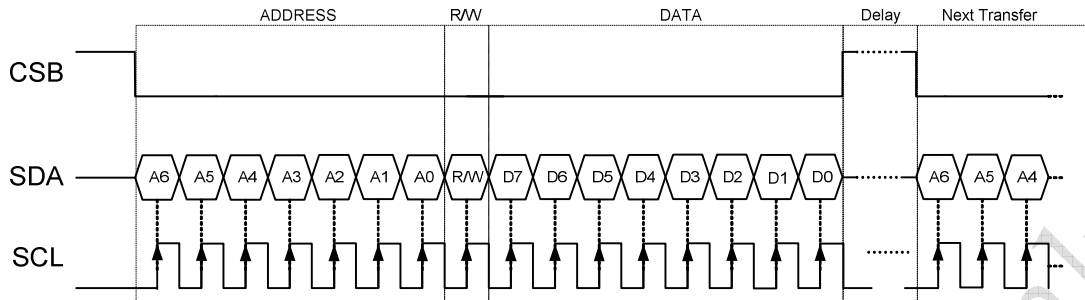 ADDRESS R/W DATA Delay Next Transfer
CSB
SDA A6 A5 A4 A3 A2 A1 A0 R/W D7 D6 D5 D4 D3 D2 D1 D0 A6 A5 A4
SCL